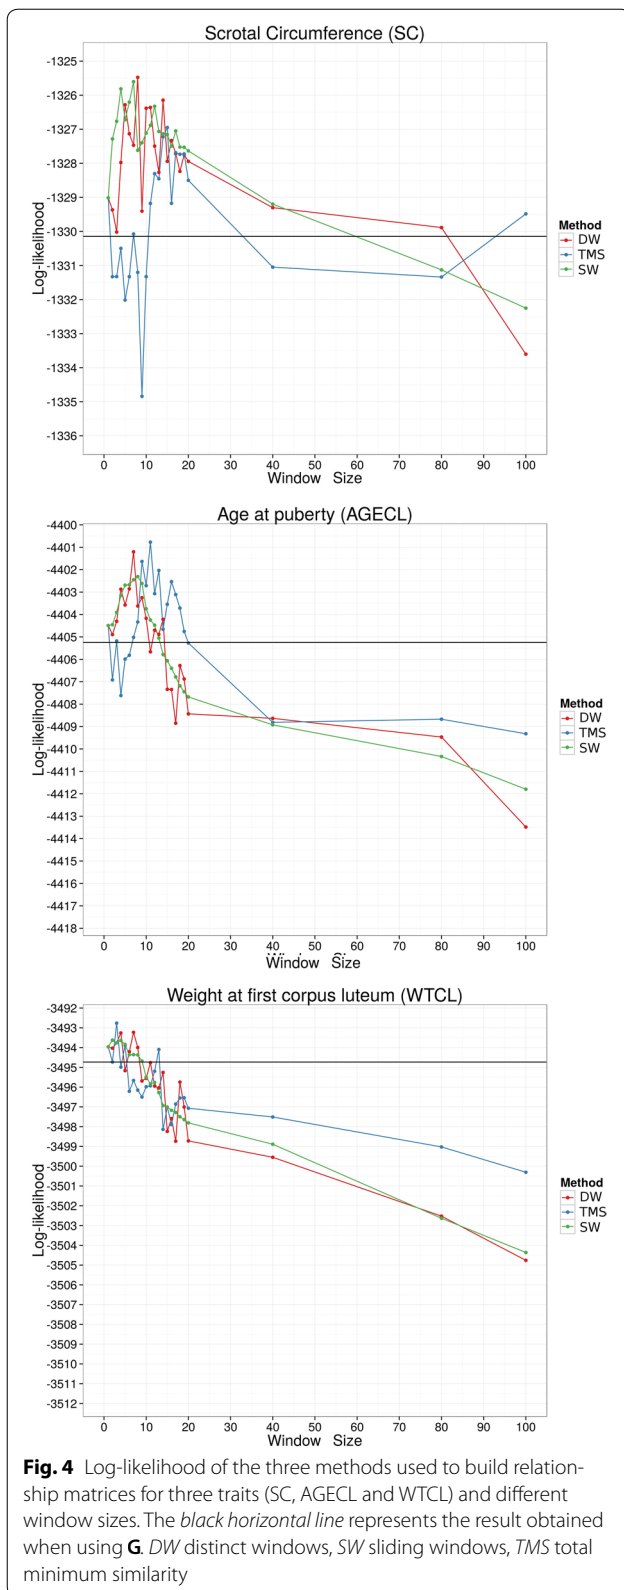 Scrotal Circumference (SC)
-1325
-1326
-1327
-1328
-1329
-1330
-1331
-1332
-1333
-1334
-1335
-1336
Log-likelihood
0 10 20 30 40 50 60 70 80 90 100
Window Size
Method
DW
TMS
SW
Age at puberty (AGECL)
-4400
-4401
-4402
-4403
-4404
-4405
-4406
-4407
-4408
-4409
-4410
-4411
-4412
-4413
-4414
-4415
-4416
-4417
-4418
Log-likelihood
0 10 20 30 40 50 60 70 80 90 100
Window Size
Method
DW
TMS
SW
Weight at first corpus luteum (WTCL)
-3492
-3493
-3494
-3495
-3496
-3497
-3498
-3499
-3500
-3501
-3502
-3503
-3504
-3505
-3506
-3507
-3508
-3509
-3510
-3511
-3512
Log-likelihood
0 10 20 30 40 50 60 70 80 90 100
Window Size
Method
DW
TMS
SW
Fig. 4 Log-likelihood of the three methods used to build relation-
ship matrices for three traits (SC, AGECL and WTCL) and different
window sizes. The black horizontal line represents the result obtained
when using G. DW distinct windows, SW sliding windows, TMS total
minimum similarity